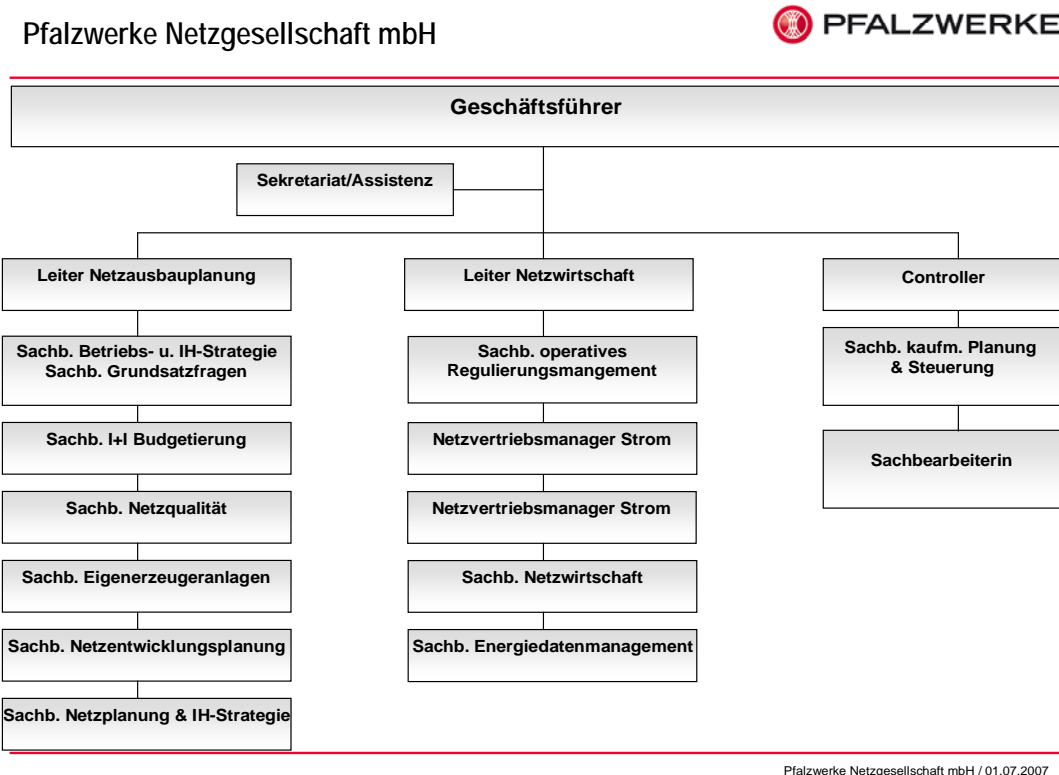 Pfalzwerke Netzgesellschaft mbH
PFALZWERKE
Geschäftsführer
Sekretariat/Assistenz
Leiter Netzausbauplanung
Sachb. Betriebs- u. IH-Strategie
Sachb. Grundsatzfragen
Sachb. I+I Budgetierung
Sachb. Netzqualität
Sachb. Eigenerzeugeranlagen
Sachb. Netzentwicklungsplanung
Sachb. Netzplanung & IH-Strategie
Leiter Netzwirtschaft
Sachb. operatives
Regulierungsmangement
Netzvertriebsmanager Strom
Netzvertriebsmanager Strom
Sachb. Netzwirtschaft
Sachb. Energiedatenmanagement
Controller
Sachb. kaufm. Planung
& Steuerung
Sachbearbeiterin
Pfalzwerke Netzgesellschaft mbH / 01.07.2007